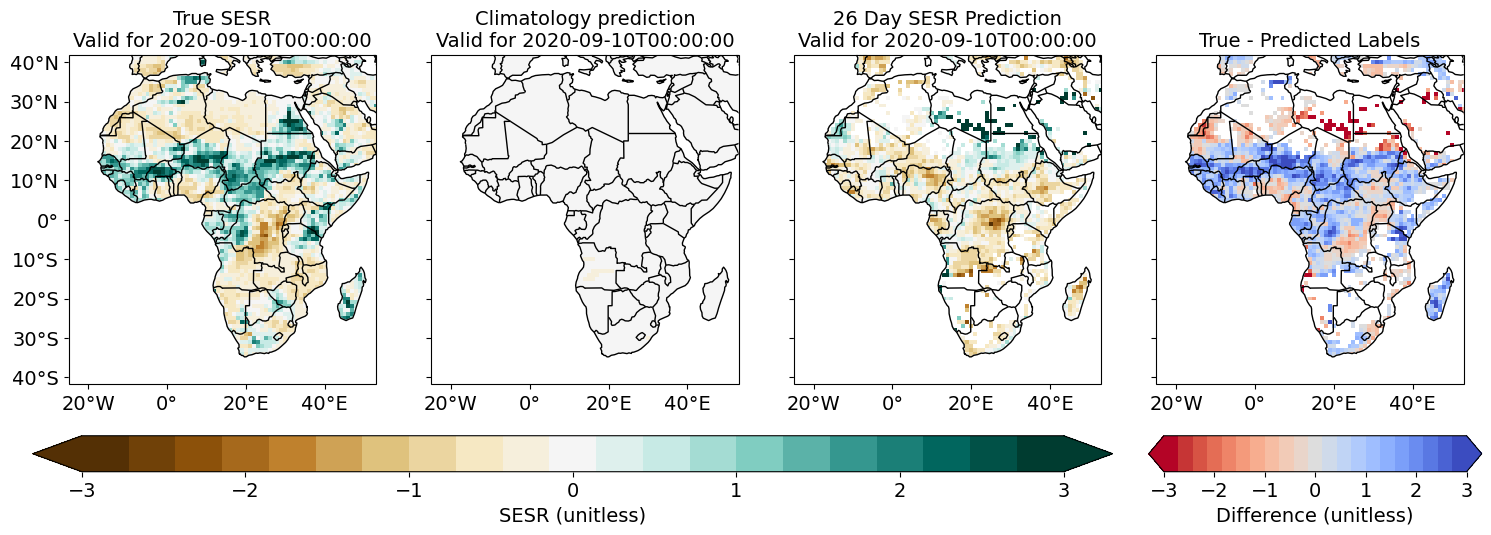 True SESR
Valid for 2020-09-10T00:00:00
Climatology prediction
Valid for 2020-09-10T00:00:00
26 Day SESR Prediction
Valid for 2020-09-10T00:00:00
True - Predicted Labels
40°N
30°N
20°N
10°N
0°
10°S
20°S
30°S
40°S
20°W 0° 20°E 40°E
20°W 0° 20°E 40°E
20°W 0° 20°E 40°E
20°W 0° 20°E 40°E
−3 −2 −1 0 1 2 3
SESR (unitless)
−3 −2 −1 0 1 2 3
Difference (unitless)